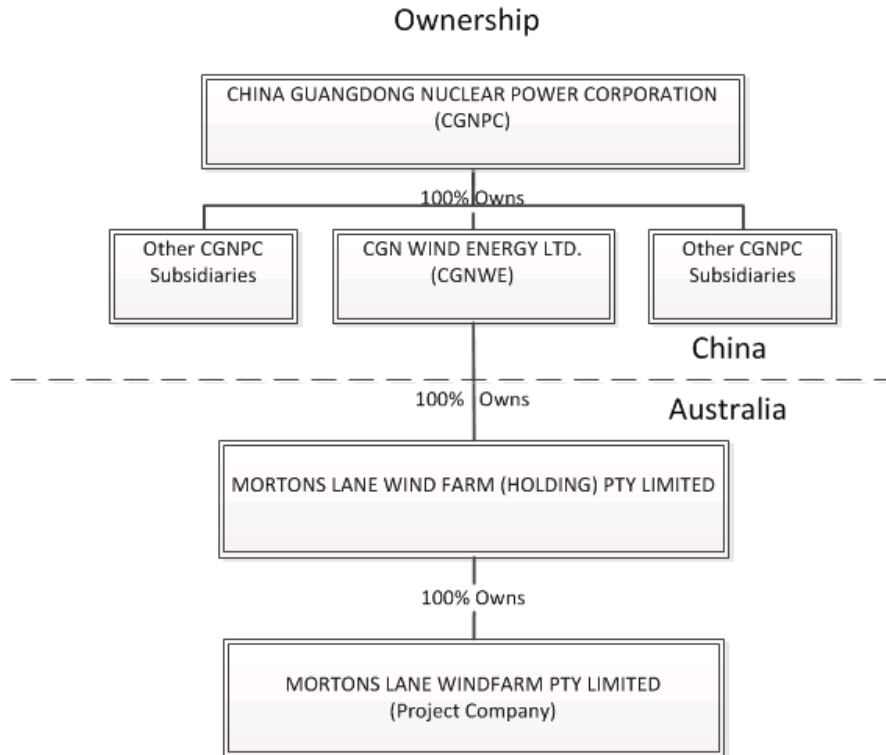 Ownership
CHINA GUANGDONG NUCLEAR POWER CORPORATION
(CGNPC)
100% Owns
Other CGNPC
Subsidiaries
CGN WIND ENERGY LTD.
(CGNWE)
Other CGNPC
Subsidiaries
China
100% Owns
Australia
MORTONS LANE WIND FARM (HOLDING) PTY LIMITED
100% Owns
MORTONS LANE WINDFARM PTY LIMITED
(Project Company)